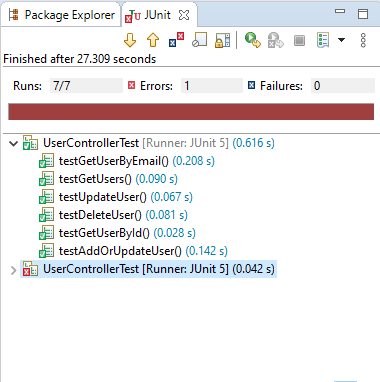 Package Explorer JUnit
Finished after 27.309 seconds
Runs: 7/7 Errors: 1 Failures: 0
UserControllerTest [Runner: JUnit 5] (0.616 s)
testGetUserByEmail() (0.208 s)
testGetUsers() (0.090 s)
testUpdateUser() (0.067 s)
testDeleteUser() (0.081 s)
testGetUserById() (0.028 s)
testAddOrUpdateUser() (0.142 s)
UserControllerTest [Runner: JUnit 5] (0.042 s)